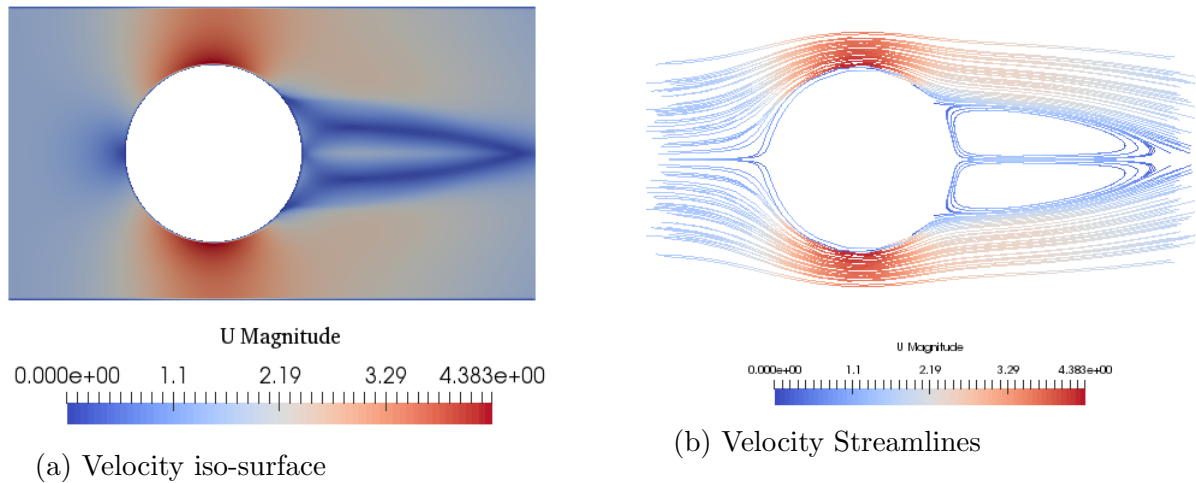 U Magnitude
0.000e+00 1.1 2.19 3.29 4.383e+00
(a) Velocity iso-surface
U Magnitude
0.000e+00 1.1 2.19 3.29 4.383e+00
(b) Velocity Streamlines